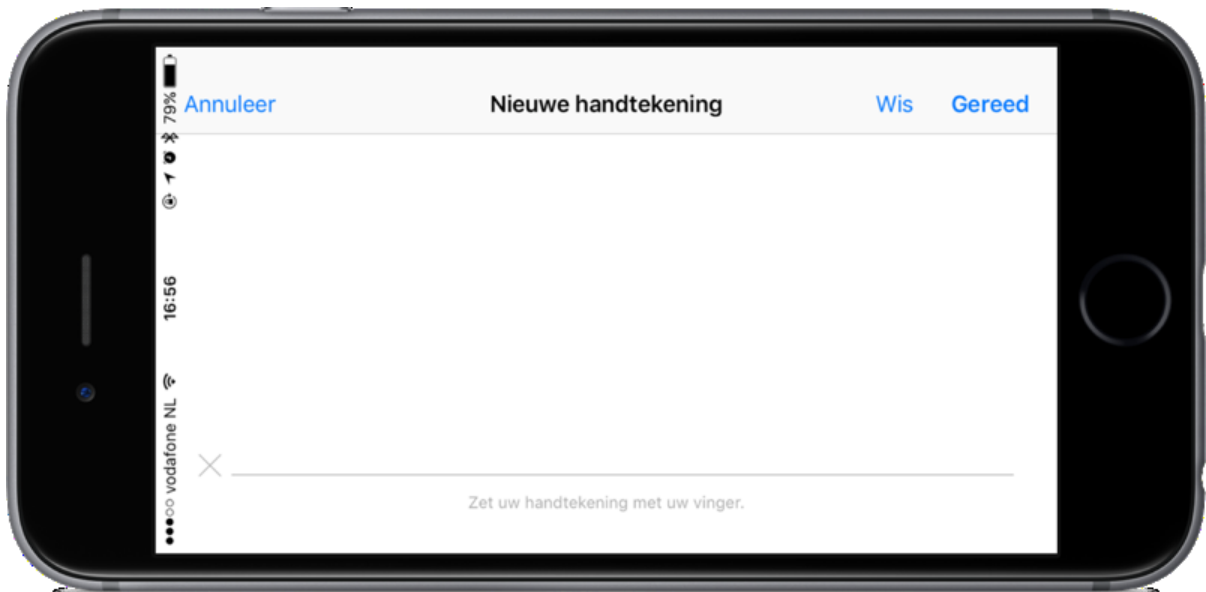 Annuleer Nieuwe handtekening Wis Gereed
79%
16:56
vodafone NL
Zet uw handtekening met uw vinger.